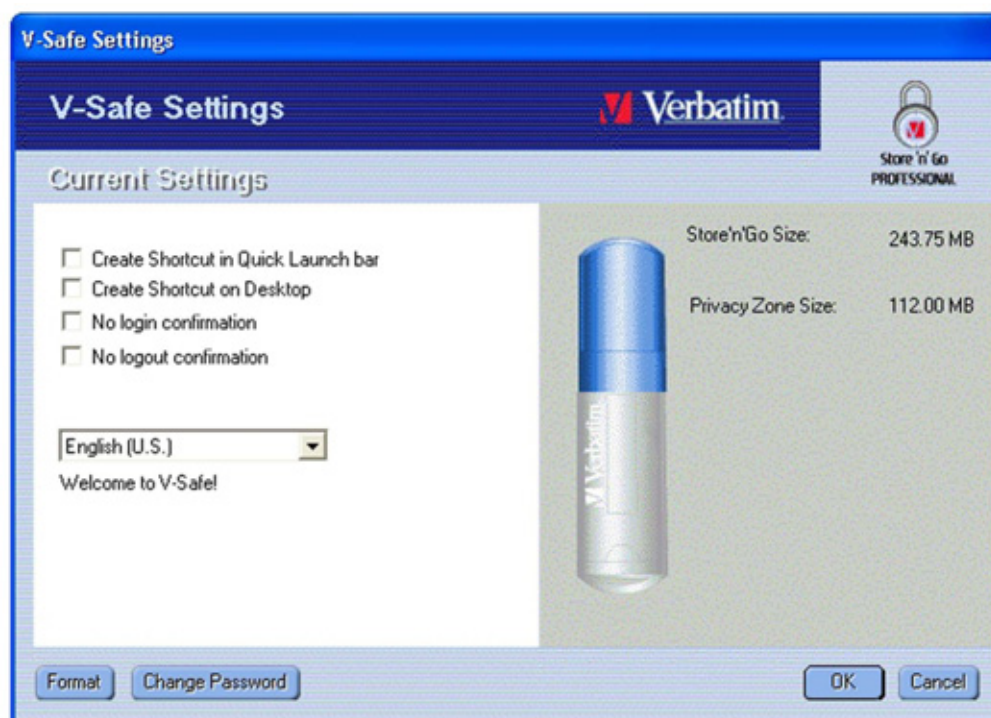 V-Safe Settings
V-Safe Settings
Verbatim
Store 'n' Go
PROFESSIONAL
Current Settings
Create Shortcut in Quick Launch bar
Create Shortcut on Desktop
No login confirmation
No logout confirmation
English (U.S.)
Welcome to V-Safe!
Store'n'Go Size: 243.75 MB
Privacy Zone Size: 112.00 MB
Verbatim
Format
Change Password
OK
Cancel